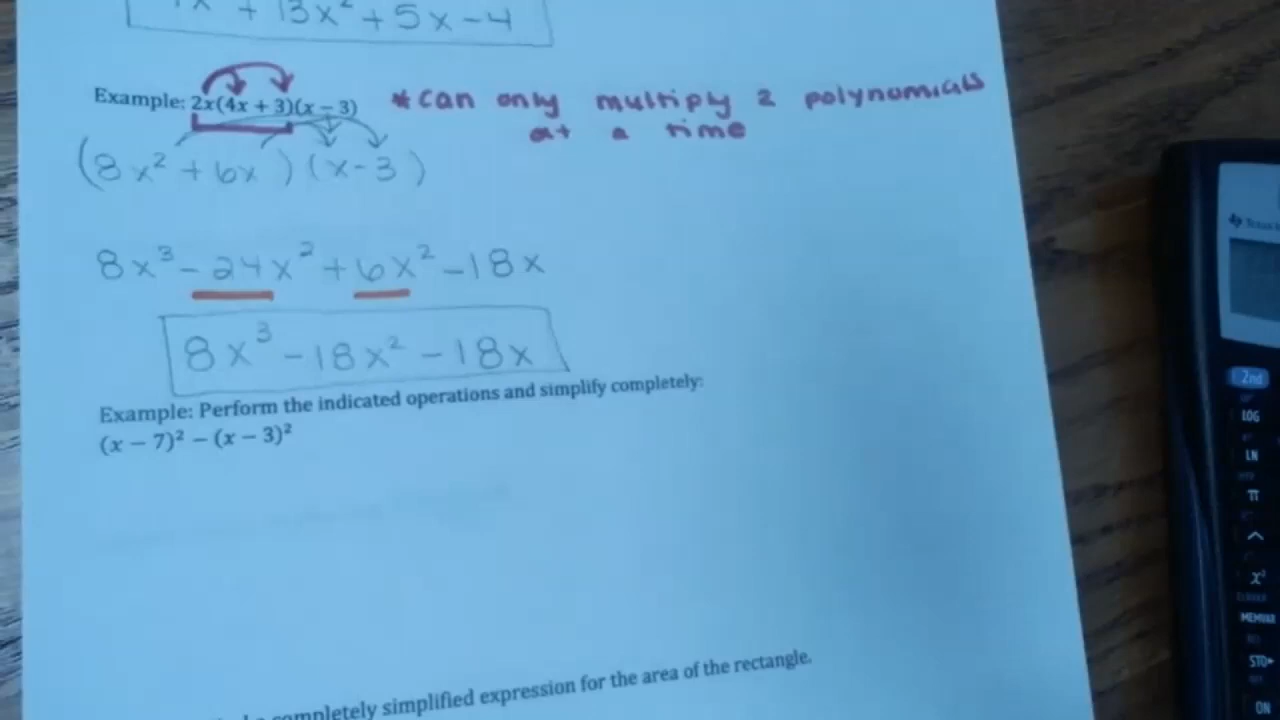 + 13x² + 5x - 4
Example: 2x(4x + 3)(x − 3) *can only multiply 2 polynomials
at a time
(8x² + 6x ) (x - 3 )
8x³ - 24x² + 6x² - 18x
8x³ - 18x² - 18x
Example: Perform the indicated operations and simplify completely:
(x − 7)² − (x − 3)²
completely simplified expression for the area of the rectangle.
2nd
LOG
LN
π
^
x²
STO▸
ON